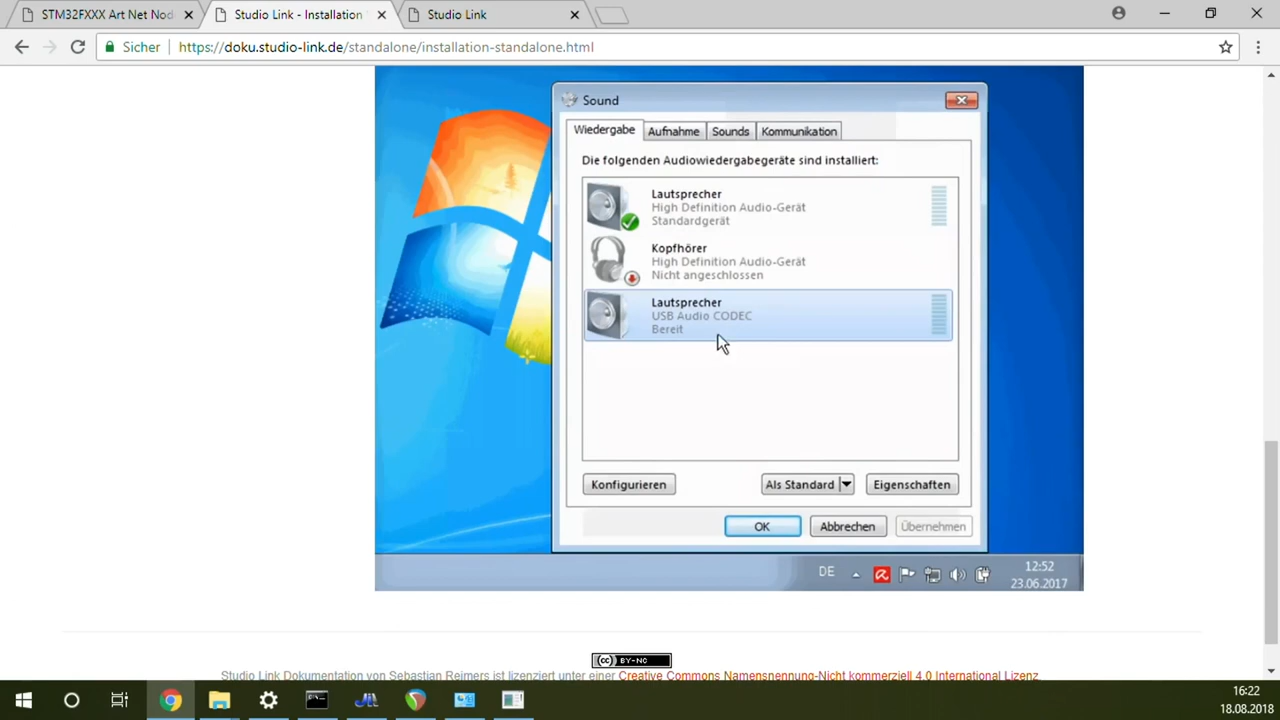 STM32FXXX Art Net Nod
Studio Link - Installation
Studio Link
Sicher
https://doku.studio-link.de/standalone/installation-standalone.html
Sound
Wiedergabe
Aufnahme
Sounds
Kommunikation
Die folgenden Audiowiedergabegeräte sind installiert:
Lautsprecher
High Definition Audio-Gerät
Standardgerät
Kopfhörer
High Definition Audio-Gerät
Nicht angeschlossen
Lautsprecher
USB Audio CODEC
Bereit
Konfigurieren
Als Standard
Eigenschaften
OK
Abbrechen
Übernehmen
DE
12:52
23.06.2017
(cc) BY-NC
Studio Link Dokumentation von Sebastian Reimers ist lizenziert unter einer Creative Commons Namensnennung-Nicht kommerziell 4.0 International Lizenz
16:22
18.08.2018